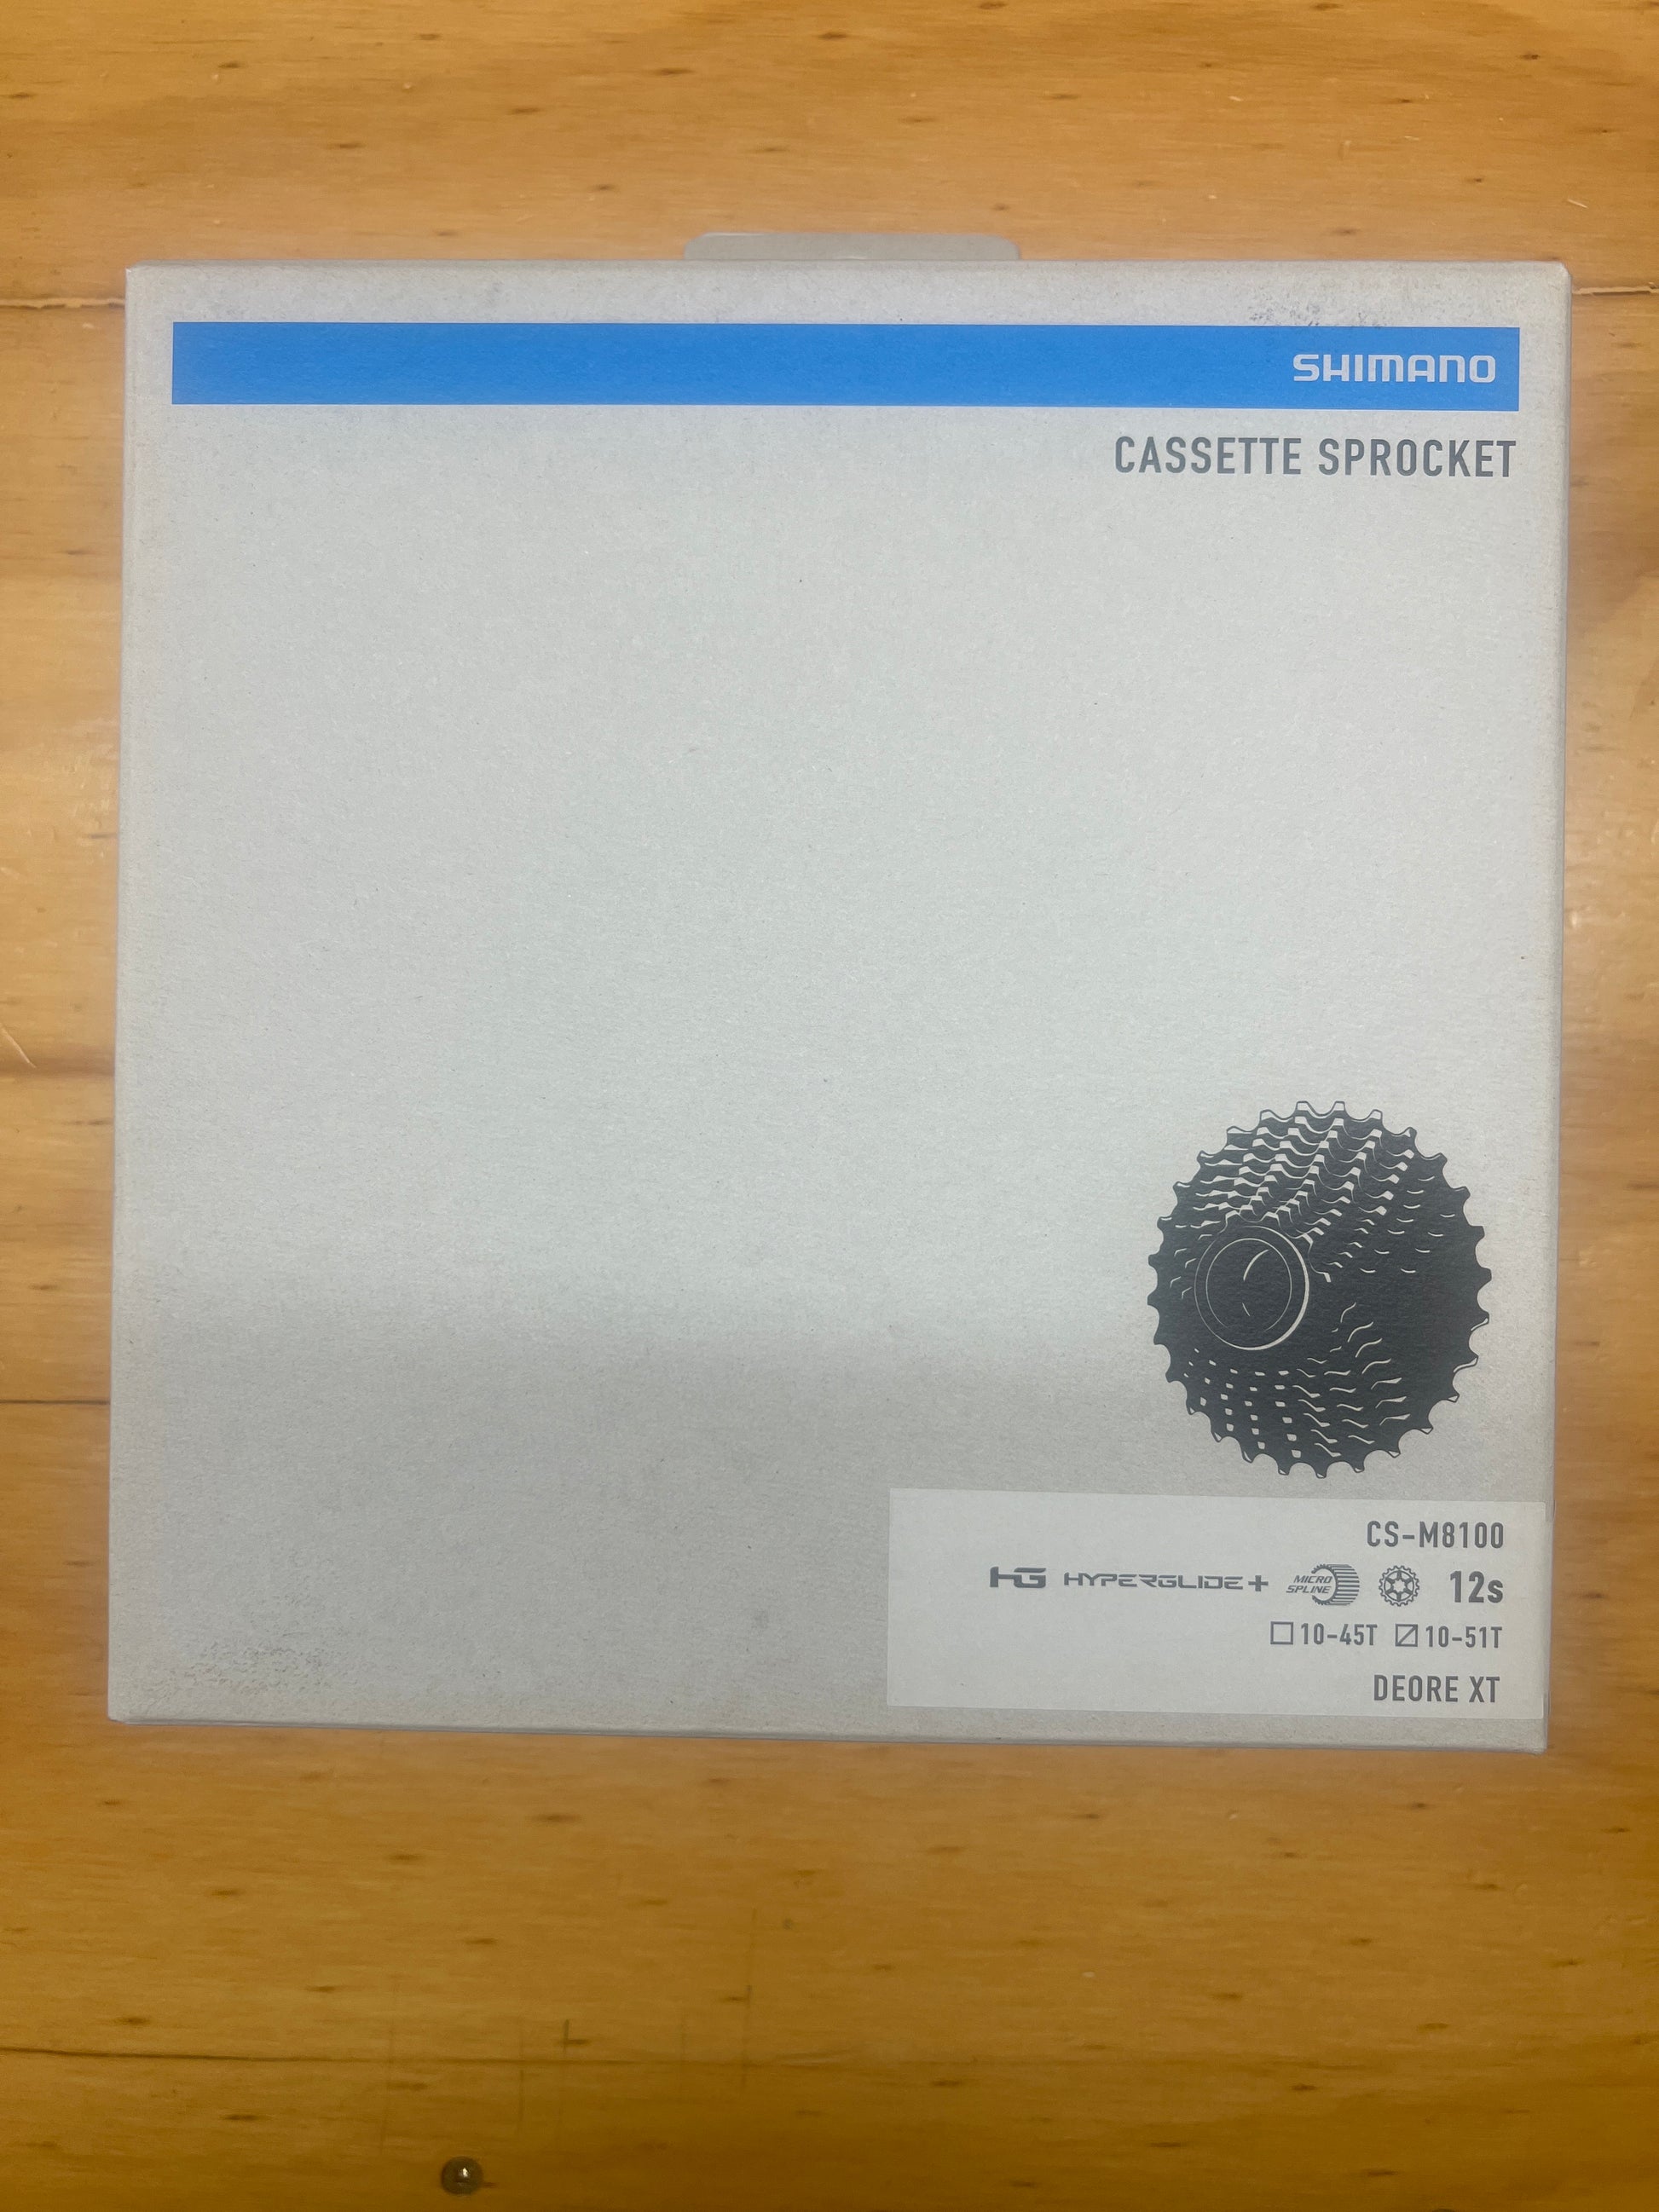 SHIMANO
CASSETTE SPROCKET
CS-M8100
HG HYPERGLIDE+ MICRO SPLINE 12s
☐10-45T ☑10-51T
DEORE XT